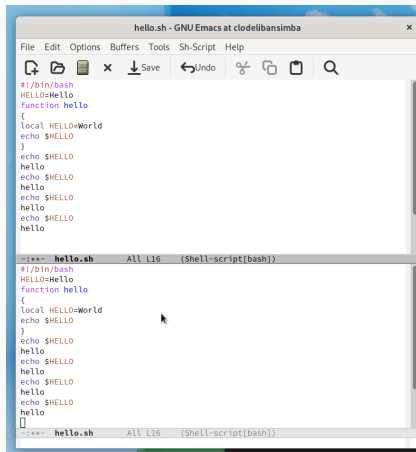 hello.sh - GNU Emacs at clodelibansimba ×
File Edit Options Buffers Tools Sh-Script Help
Save Undo
#!/bin/bash
HELLO=Hello
function hello
{
local HELLO=World
echo $HELLO
}
echo $HELLO
hello
echo $HELLO
hello
echo $HELLO
hello
echo $HELLO
hello
-:**- hello.sh All L16 (Shell-script[bash])
#!/bin/bash
HELLO=Hello
function hello
{
local HELLO=World
echo $HELLO
}
echo $HELLO
hello
echo $HELLO
hello
echo $HELLO
hello
echo $HELLO
hello
-:**- hello.sh All L16 (Shell-script[bash])